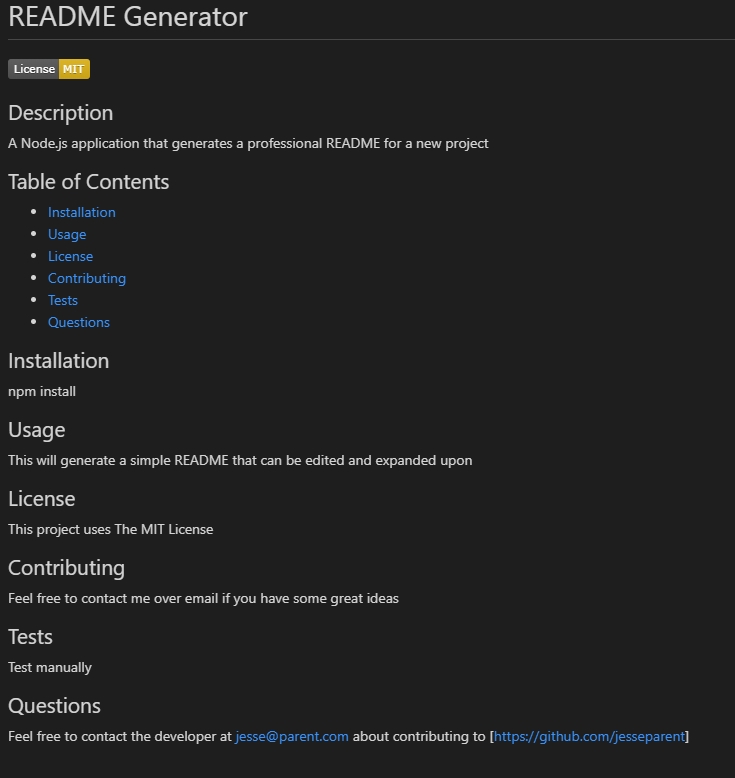 README Generator
License MIT
Description
A Node.js application that generates a professional README for a new project
Table of Contents
Installation
Usage
License
Contributing
Tests
Questions
Installation
npm install
Usage
This will generate a simple README that can be edited and expanded upon
License
This project uses The MIT License
Contributing
Feel free to contact me over email if you have some great ideas
Tests
Test manually
Questions
Feel free to contact the developer at jesse@parent.com about contributing to [https://github.com/jesseparent]